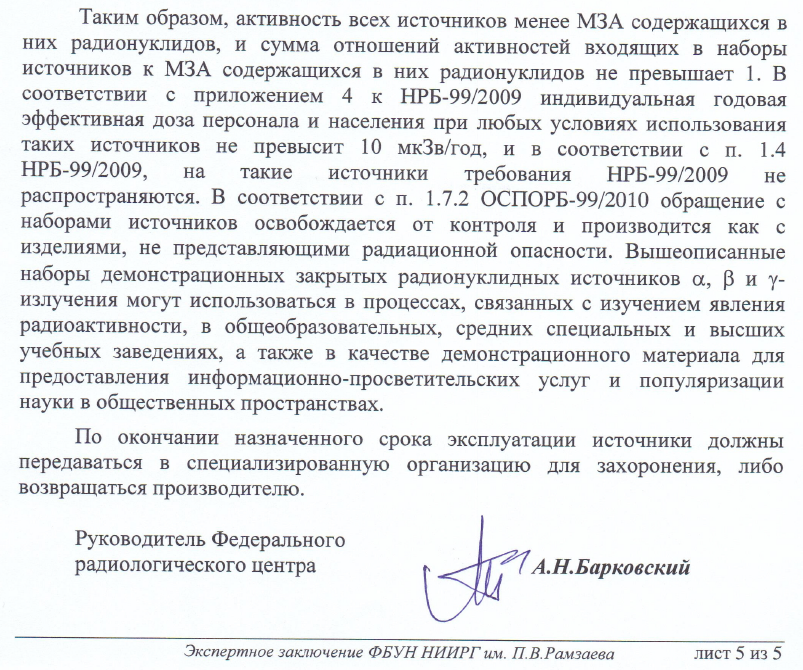 Таким образом, активность всех источников менее МЗА содержащихся в
них радионуклидов, и сумма отношений активностей входящих в наборы
источников к МЗА содержащихся в них радионуклидов не превышает 1. В
соответствии с приложением 4 к НРБ-99/2009 индивидуальная годовая
эффективная доза персонала и населения при любых условиях использования
таких источников не превысит 10 мкЗв/год, и в соответствии с п. 1.4
НРБ-99/2009, на такие источники требования НРБ-99/2009 не
распространяются. В соответствии с п. 1.7.2 ОСПОРБ-99/2010 обращение с
наборами источников освобождается от контроля и производится как с
изделиями, не представляющими радиационной опасности. Вышеописанные
наборы демонстрационных закрытых радионуклидных источников α, β и γ-
излучения могут использоваться в процессах, связанных с изучением явления
радиоактивности, в общеобразовательных, средних специальных и высших
учебных заведениях, а также в качестве демонстрационного материала для
предоставления информационно-просветительских услуг и популяризации
науки в общественных пространствах.
По окончании назначенного срока эксплуатации источники должны
передаваться в специализированную организацию для захоронения, либо
возвращаться производителю.
Руководитель Федерального
радиологического центра
А.Н.Барковский
Экспертное заключение ФБУН НИИРГ им. П.В.Рамзаева лист 5 из 5